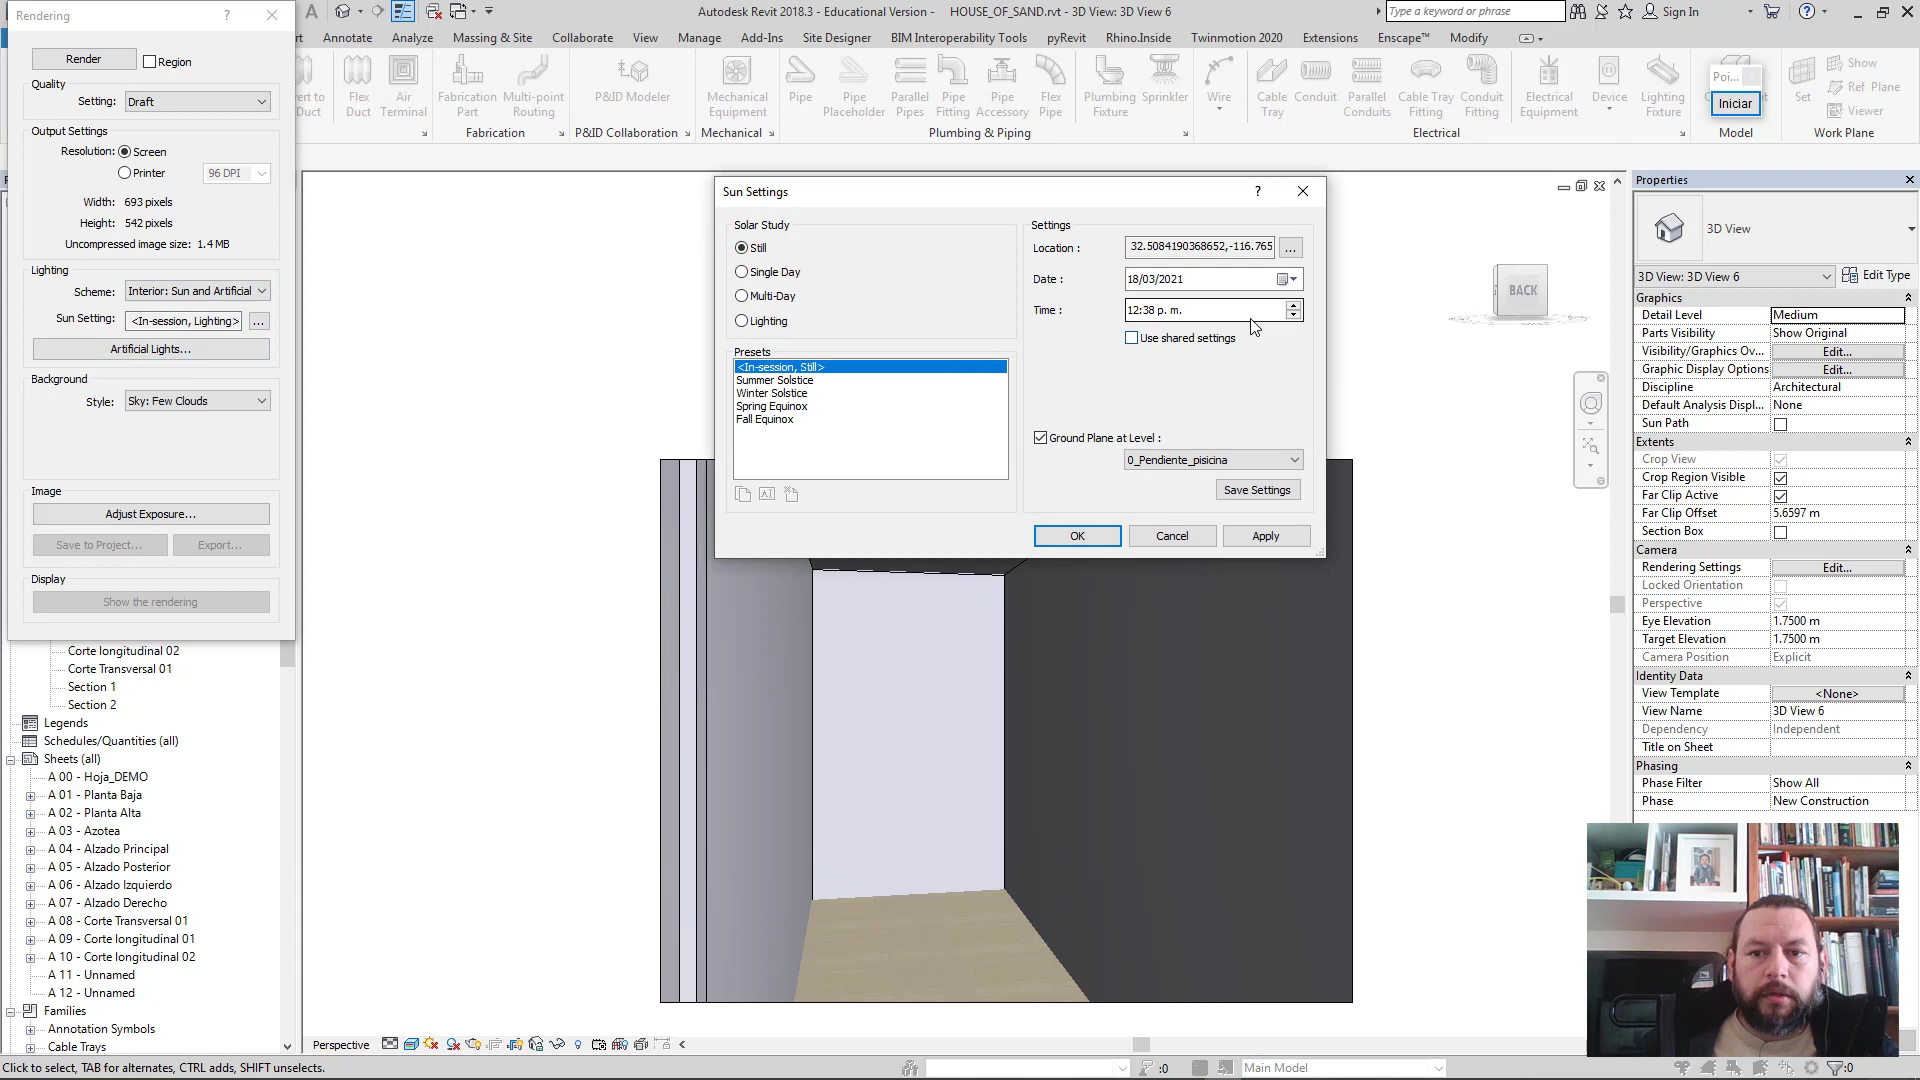 Rendering
?
Render
Region
Quality
Setting: Draft
Output Settings
Resolution: Screen
Printer 96 DPI
Width: 693 pixels
Height: 542 pixels
Uncompressed image size: 1.4 MB
Lighting
Scheme: Interior: Sun and Artificial
Sun Setting: <In-session, Lighting> ...
Artificial Lights...
Background
Style: Sky: Few Clouds
Image
Adjust Exposure...
Save to Project... Export...
Display
Show the rendering
Autodesk Revit 2018.3 - Educational Version - HOUSE_OF_SAND.rvt - 3D View: 3D View 6
Type a keyword or phrase
Sign In
Annotate Analyze Massing & Site Collaborate View Manage Add-Ins Site Designer BIM Interoperability Tools pyRevit Rhino.Inside Twinmotion 2020 Extensions Enscape™ Modify
Flex Duct
Air Terminal
Fabrication Part
Multi-point Routing
Fabrication
P&ID Modeler
P&ID Collaboration
Mechanical Equipment
Mechanical
Pipe
Pipe Placeholder
Parallel Pipes
Pipe Fitting
Pipe Accessory
Flex Pipe
Plumbing Fixture
Sprinkler
Plumbing & Piping
Wire
Cable Tray
Conduit
Parallel Conduits
Cable Tray Fitting
Conduit Fitting
Electrical Equipment
Device
Lighting Fixture
Electrical
Poi...
Iniciar
Model
Set
Show
Ref Plane
Viewer
Work Plane
Sun Settings
?
Solar Study
Still
Single Day
Multi-Day
Lighting
Presets
<In-session, Still>
Summer Solstice
Winter Solstice
Spring Equinox
Fall Equinox
Settings
Location : 32.5084190368652,-116.765 ...
Date : 18/03/2021
Time : 12:38 p. m.
Use shared settings
Ground Plane at Level :
0_Pendiente_pisicina
Save Settings
OK Cancel Apply
BACK
Properties
3D View
3D View: 3D View 6 Edit Type
Graphics
Detail Level Medium
Parts Visibility Show Original
Visibility/Graphics Ov... Edit...
Graphic Display Options Edit...
Discipline Architectural
Default Analysis Displ... None
Sun Path
Extents
Crop View
Crop Region Visible
Far Clip Active
Far Clip Offset 5.6597 m
Section Box
Camera
Rendering Settings Edit...
Locked Orientation
Perspective
Eye Elevation 1.7500 m
Target Elevation 1.7500 m
Camera Position Explicit
Identity Data
View Template <None>
View Name 3D View 6
Dependency Independent
Title on Sheet
Phasing
Phase Filter Show All
Phase New Construction
Corte longitudinal 02
Corte Transversal 01
Section 1
Section 2
Legends
Schedules/Quantities (all)
Sheets (all)
A 00 - Hoja_DEMO
A 01 - Planta Baja
A 02 - Planta Alta
A 03 - Azotea
A 04 - Alzado Principal
A 05 - Alzado Posterior
A 06 - Alzado Izquierdo
A 07 - Alzado Derecho
A 08 - Corte Transversal 01
A 09 - Corte longitudinal 01
A 10 - Corte longitudinal 02
A 11 - Unnamed
A 12 - Unnamed
Families
Annotation Symbols
Cable Trays
Perspective
Click to select, TAB for alternates, CTRL adds, SHIFT unselects.
:0
Main Model
:0